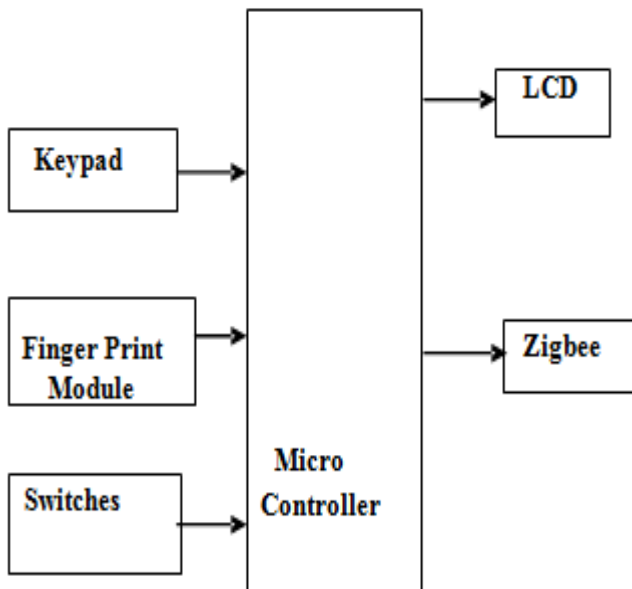 LCD
Keypad
Finger Print
Module
Zigbee
Switches
Micro
Controller